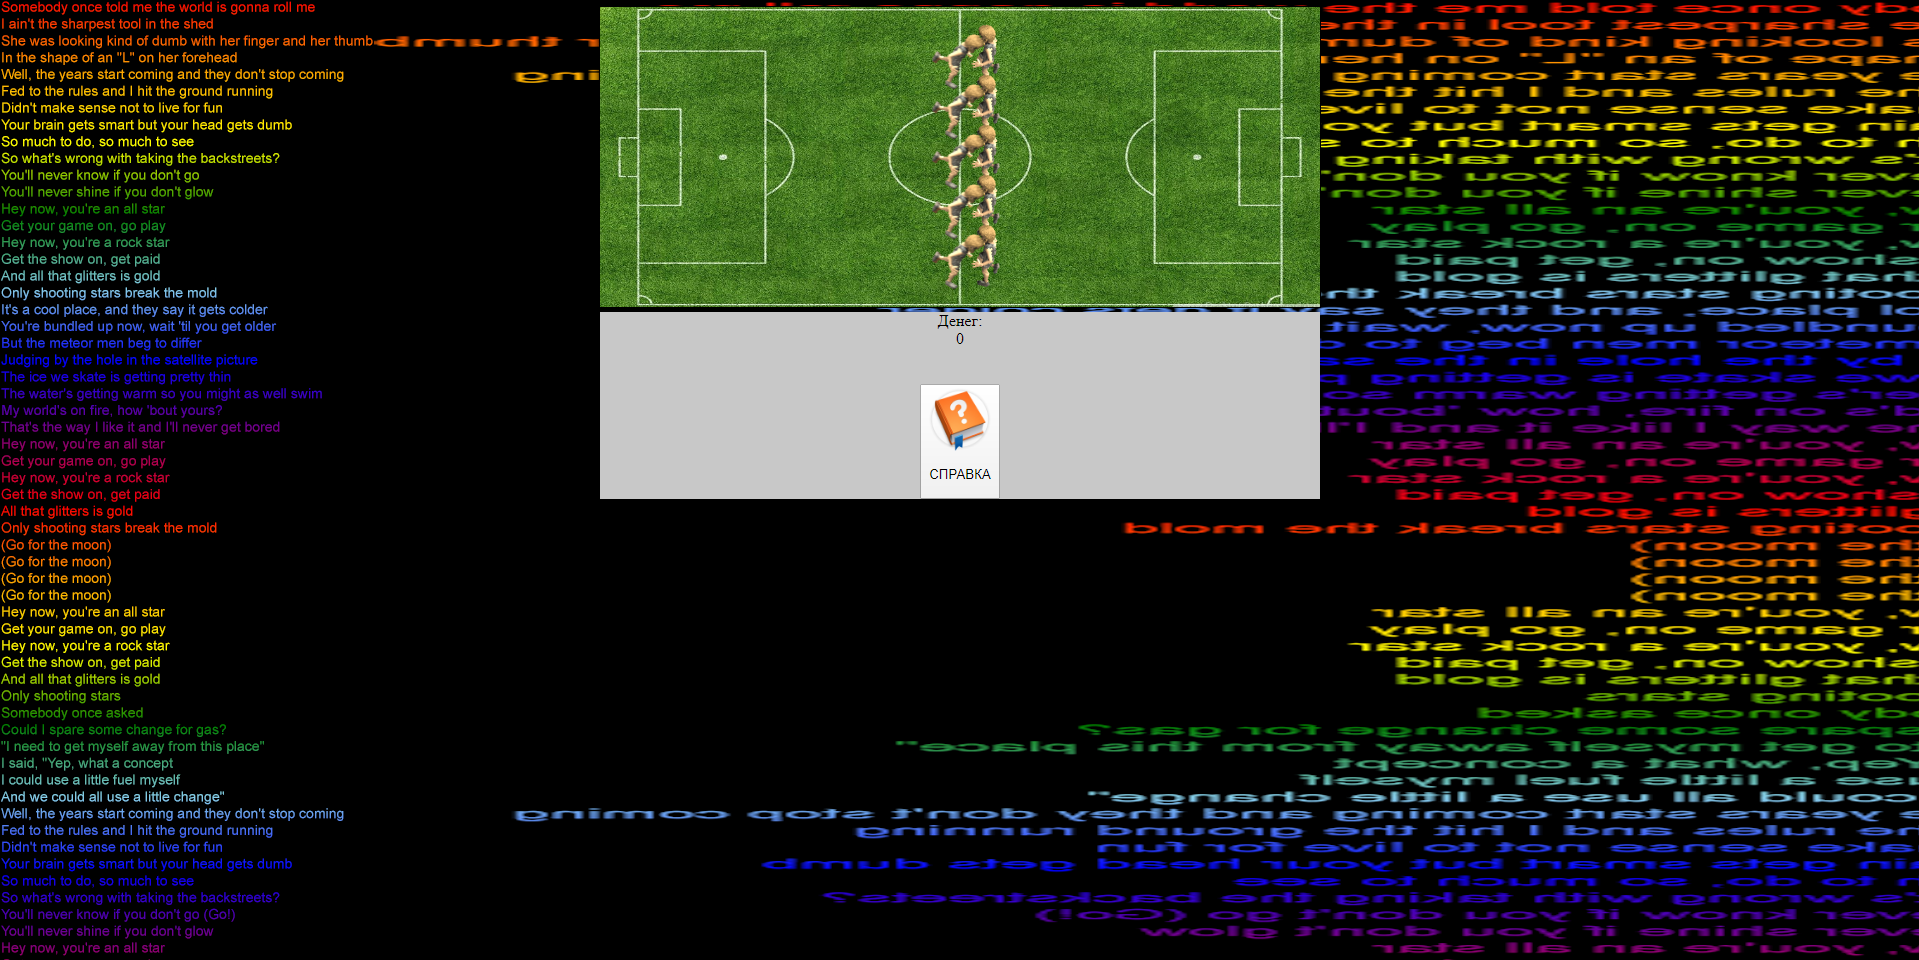 Somebody once told me the world is gonna roll me
I ain't the sharpest tool in the shed
She was looking kind of dumb with her finger and her thumb
In the shape of an "L" on her forehead
Well, the years start coming and they don't stop coming
Fed to the rules and I hit the ground running
Didn't make sense not to live for fun
Your brain gets smart but your head gets dumb
So much to do, so much to see
So what's wrong with taking the backstreets?
You'll never know if you don't go
You'll never shine if you don't glow
Hey now, you're an all star
Get your game on, go play
Hey now, you're a rock star
Get the show on, get paid
And all that glitters is gold
Only shooting stars break the mold
It's a cool place, and they say it gets colder
You're bundled up now, wait 'til you get older
But the meteor men beg to differ
Judging by the hole in the satellite picture
The ice we skate is getting pretty thin
The water's getting warm so you might as well swim
My world's on fire, how 'bout yours?
That's the way I like it and I'll never get bored
Hey now, you're an all star
Get your game on, go play
Hey now, you're a rock star
Get the show on, get paid
All that glitters is gold
Only shooting stars break the mold
(Go for the moon)
(Go for the moon)
(Go for the moon)
(Go for the moon)
Hey now, you're an all star
Get your game on, go play
Hey now, you're a rock star
Get the show on, get paid
And all that glitters is gold
Only shooting stars
Somebody once asked
Could I spare some change for gas?
"I need to get myself away from this place"
I said, "Yep, what a concept
I could use a little fuel myself
And we could all use a little change"
Well, the years start coming and they don't stop coming
Fed to the rules and I hit the ground running
Didn't make sense not to live for fun
Your brain gets smart but your head gets dumb
So much to do, so much to see
So what's wrong with taking the backstreets?
You'll never know if you don't go (Go!)
You'll never shine if you don't glow
Hey now, you're an all star
Денег:
0
СПРАВКА